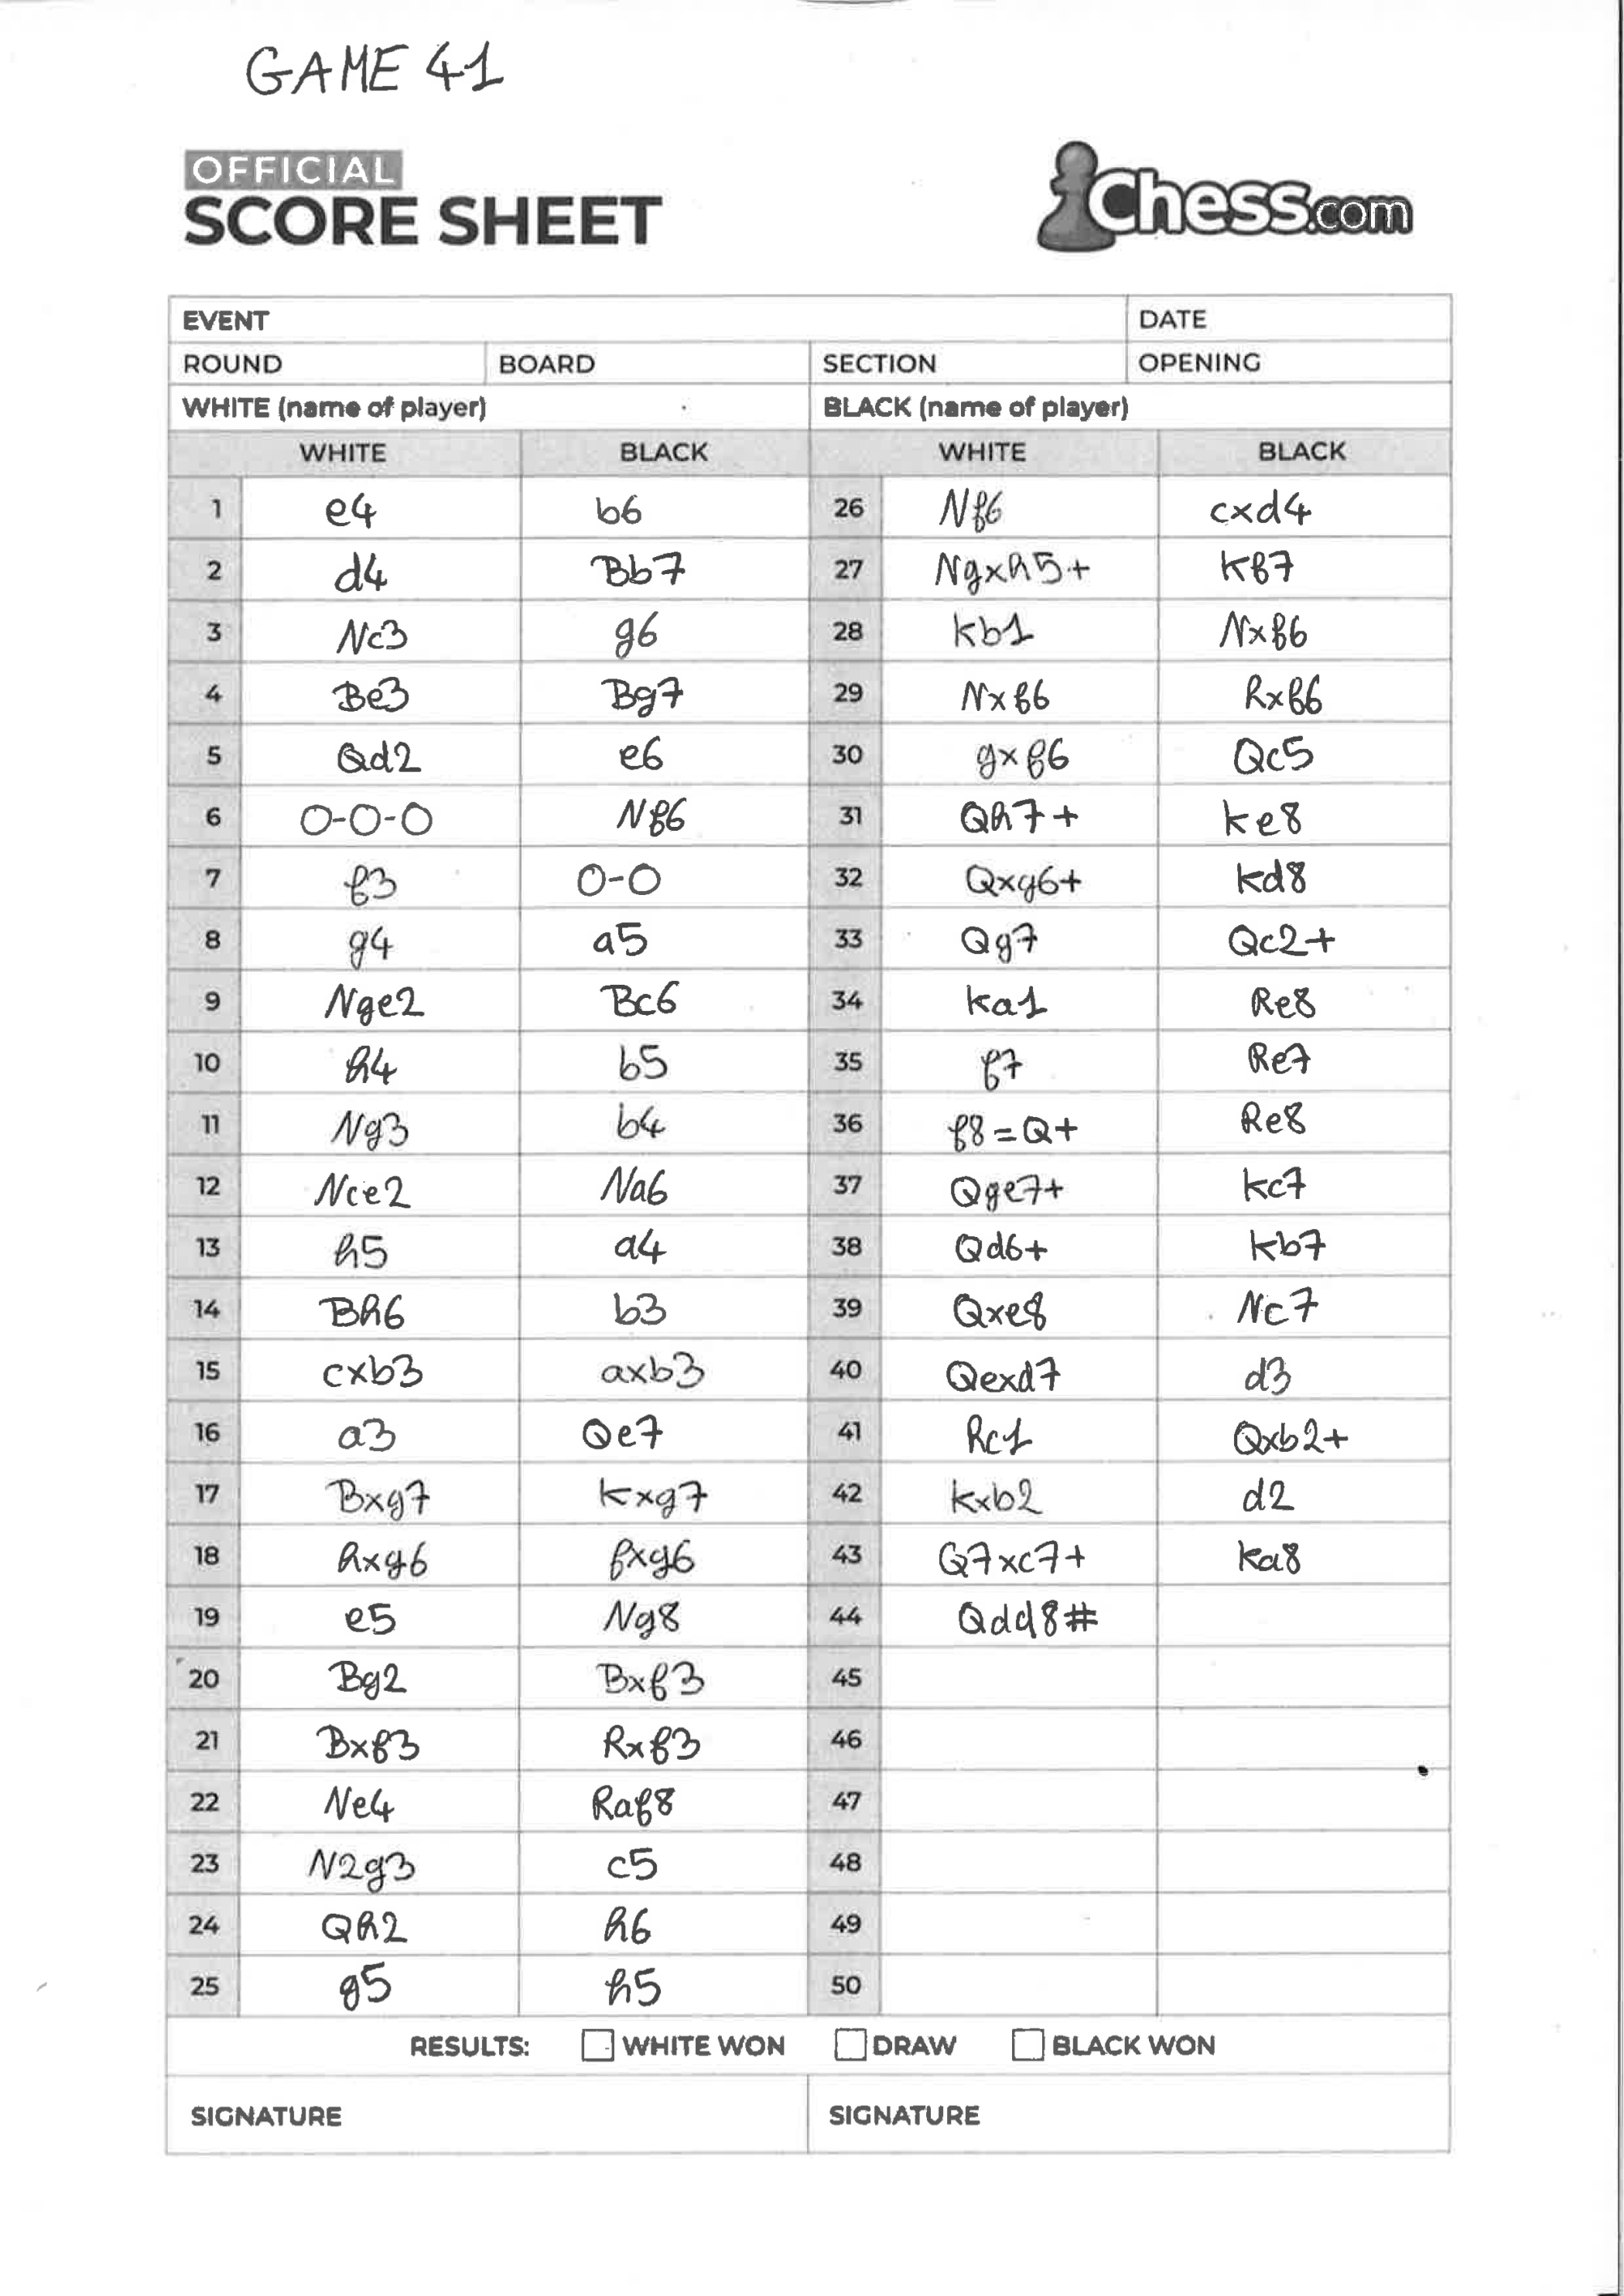 GAME 41
OFFICIAL
SCORE SHEET
Chess.com
EVENT DATE
ROUND BOARD SECTION OPENING
WHITE (name of player) BLACK (name of player)
WHITE BLACK WHITE BLACK
1 e4 b6 26 Nf6 cxd4
2 d4 Bb7 27 Ngxh5+ Kf7
3 Nc3 g6 28 Kb1 Nxf6
4 Be3 Bg7 29 Nxf6 Rxf6
5 Qd2 e6 30 gxf6 Qc5
6 O-O-O Nf6 31 Qh7+ Ke8
7 f3 O-O 32 Qxg6+ Kd8
8 g4 a5 33 Qg7 Qc2+
9 Nge2 Bc6 34 Ka1 Re8
10 h4 b5 35 f7 Re7
11 Ng3 b4 36 f8=Q+ Re8
12 Nce2 Na6 37 Qge7+ Kc7
13 h5 a4 38 Qd6+ Kb7
14 Bh6 b3 39 Qxe8 Nc7
15 cxb3 axb3 40 Qexd7 d3
16 a3 Qe7 41 Rc1 Qxb2+
17 Bxg7 Kxg7 42 Kxb2 d2
18 hxg6 fxg6 43 Q7xc7+ Ka8
19 e5 Ng8 44 Qdd8#
20 Bg2 Bxf3 45
21 Bxf3 Rxf3 46
22 Ne4 Raf8 47
23 N2g3 c5 48
24 Qh2 h6 49
25 g5 h5 50
RESULTS: WHITE WON DRAW BLACK WON
SIGNATURE SIGNATURE